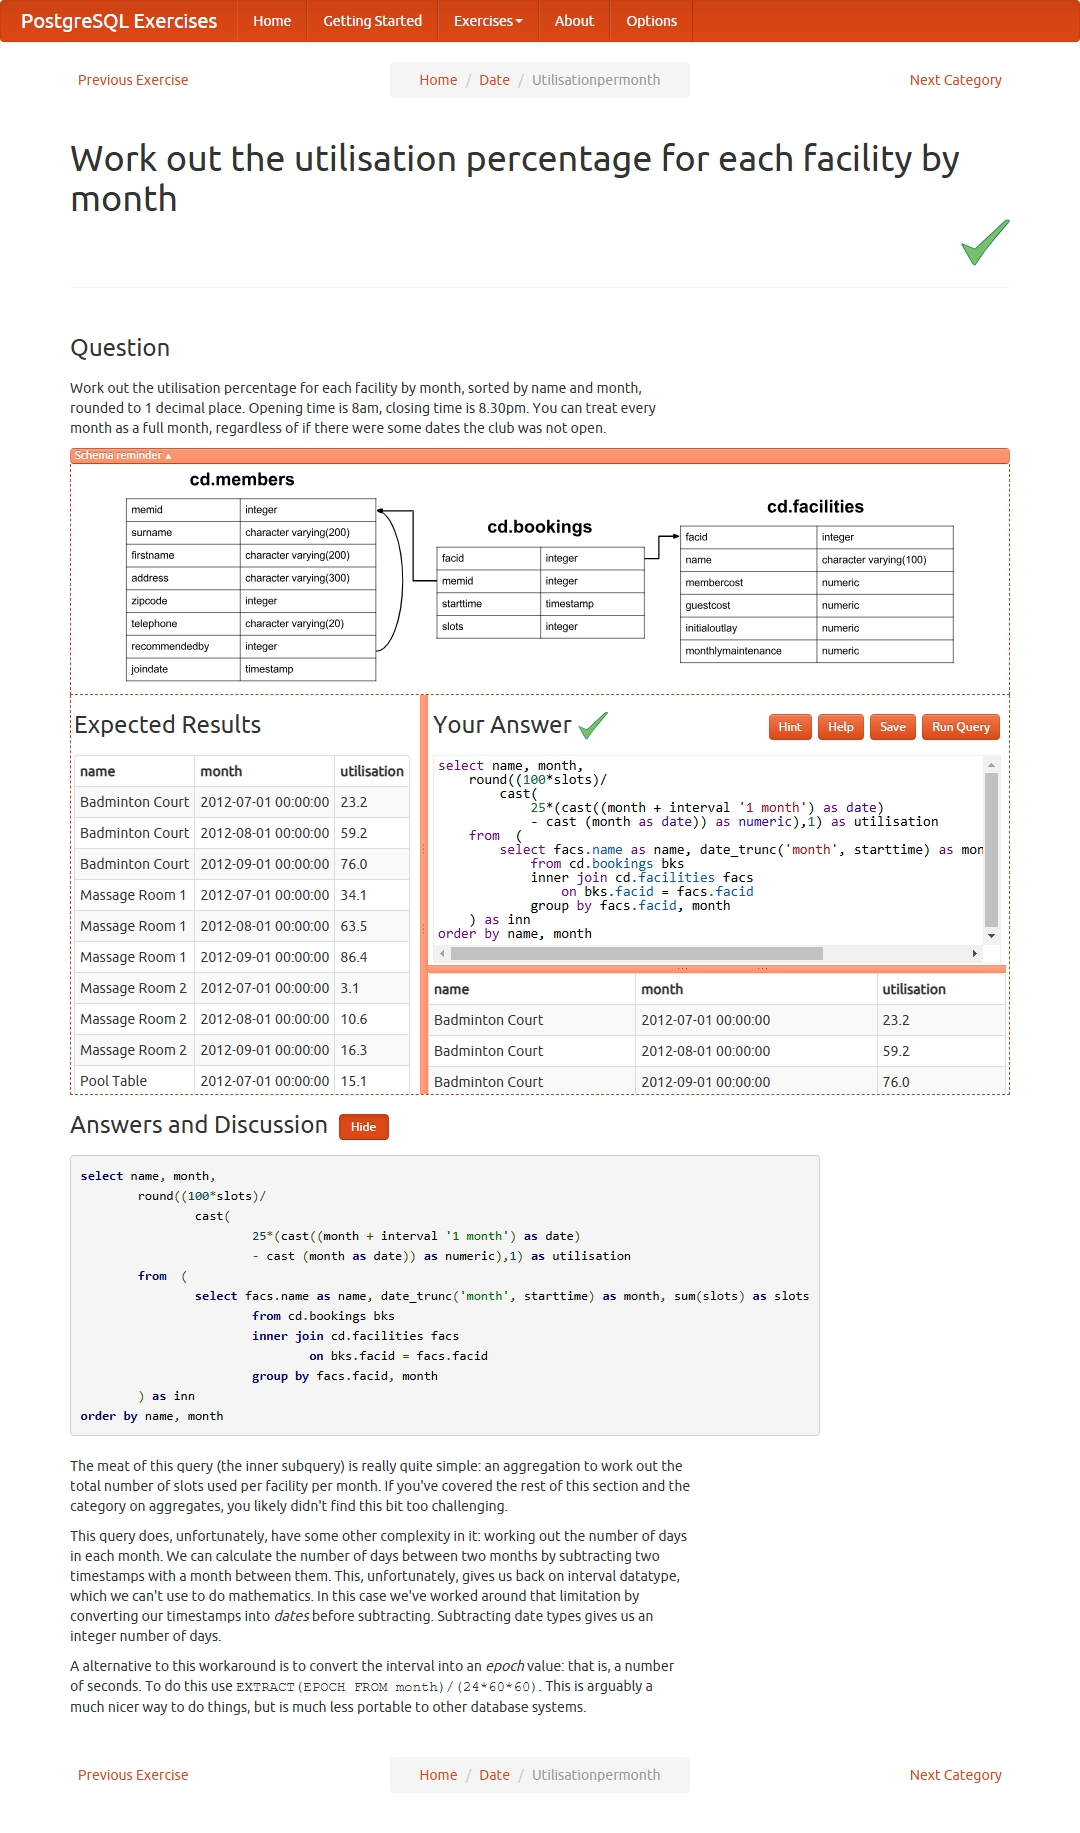 PostgreSQL Exercises Home Getting Started Exercises About Options
Previous Exercise Home / Date / Utilisationpermonth Next Category
Work out the utilisation percentage for each facility by
month
Question
Work out the utilisation percentage for each facility by month, sorted by name and month,
rounded to 1 decimal place. Opening time is 8am, closing time is 8.30pm. You can treat every
month as a full month, regardless of if there were some dates the club was not open.
Schema reminder ▲
cd.members
memid integer
surname character varying(200)
firstname character varying(200)
address character varying(300)
zipcode integer
telephone character varying(20)
recommendedby integer
joindate timestamp
cd.bookings
facid integer
memid integer
starttime timestamp
slots integer
cd.facilities
facid integer
name character varying(100)
membercost numeric
guestcost numeric
initialoutlay numeric
monthlymaintenance numeric
Expected Results
name month utilisation
Badminton Court 2012-07-01 00:00:00 23.2
Badminton Court 2012-08-01 00:00:00 59.2
Badminton Court 2012-09-01 00:00:00 76.0
Massage Room 1 2012-07-01 00:00:00 34.1
Massage Room 1 2012-08-01 00:00:00 63.5
Massage Room 1 2012-09-01 00:00:00 86.4
Massage Room 2 2012-07-01 00:00:00 3.1
Massage Room 2 2012-08-01 00:00:00 10.6
Massage Room 2 2012-09-01 00:00:00 16.3
Pool Table 2012-07-01 00:00:00 15.1
Your Answer Hint Help Save Run Query
select name, month,
round((100*slots)/
cast(
25*(cast((month + interval '1 month') as date)
- cast (month as date)) as numeric),1) as utilisation
from (
select facs.name as name, date_trunc('month', starttime) as mon
from cd.bookings bks
inner join cd.facilities facs
on bks.facid = facs.facid
group by facs.facid, month
) as inn
order by name, month
name month utilisation
Badminton Court 2012-07-01 00:00:00 23.2
Badminton Court 2012-08-01 00:00:00 59.2
Badminton Court 2012-09-01 00:00:00 76.0
Answers and Discussion Hide
select name, month,
round((100*slots)/
cast(
25*(cast((month + interval '1 month') as date)
- cast (month as date)) as numeric),1) as utilisation
from (
select facs.name as name, date_trunc('month', starttime) as month, sum(slots) as slots
from cd.bookings bks
inner join cd.facilities facs
on bks.facid = facs.facid
group by facs.facid, month
) as inn
order by name, month
The meat of this query (the inner subquery) is really quite simple: an aggregation to work out the
total number of slots used per facility per month. If you've covered the rest of this section and the
category on aggregates, you likely didn't find this bit too challenging.
This query does, unfortunately, have some other complexity in it: working out the number of days
in each month. We can calculate the number of days between two months by subtracting two
timestamps with a month between them. This, unfortunately, gives us back on interval datatype,
which we can't use to do mathematics. In this case we've worked around that limitation by
converting our timestamps into dates before subtracting. Subtracting date types gives us an
integer number of days.
A alternative to this workaround is to convert the interval into an epoch value: that is, a number
of seconds. To do this use EXTRACT(EPOCH FROM month)/(24*60*60). This is arguably a
much nicer way to do things, but is much less portable to other database systems.
Previous Exercise Home / Date / Utilisationpermonth Next Category